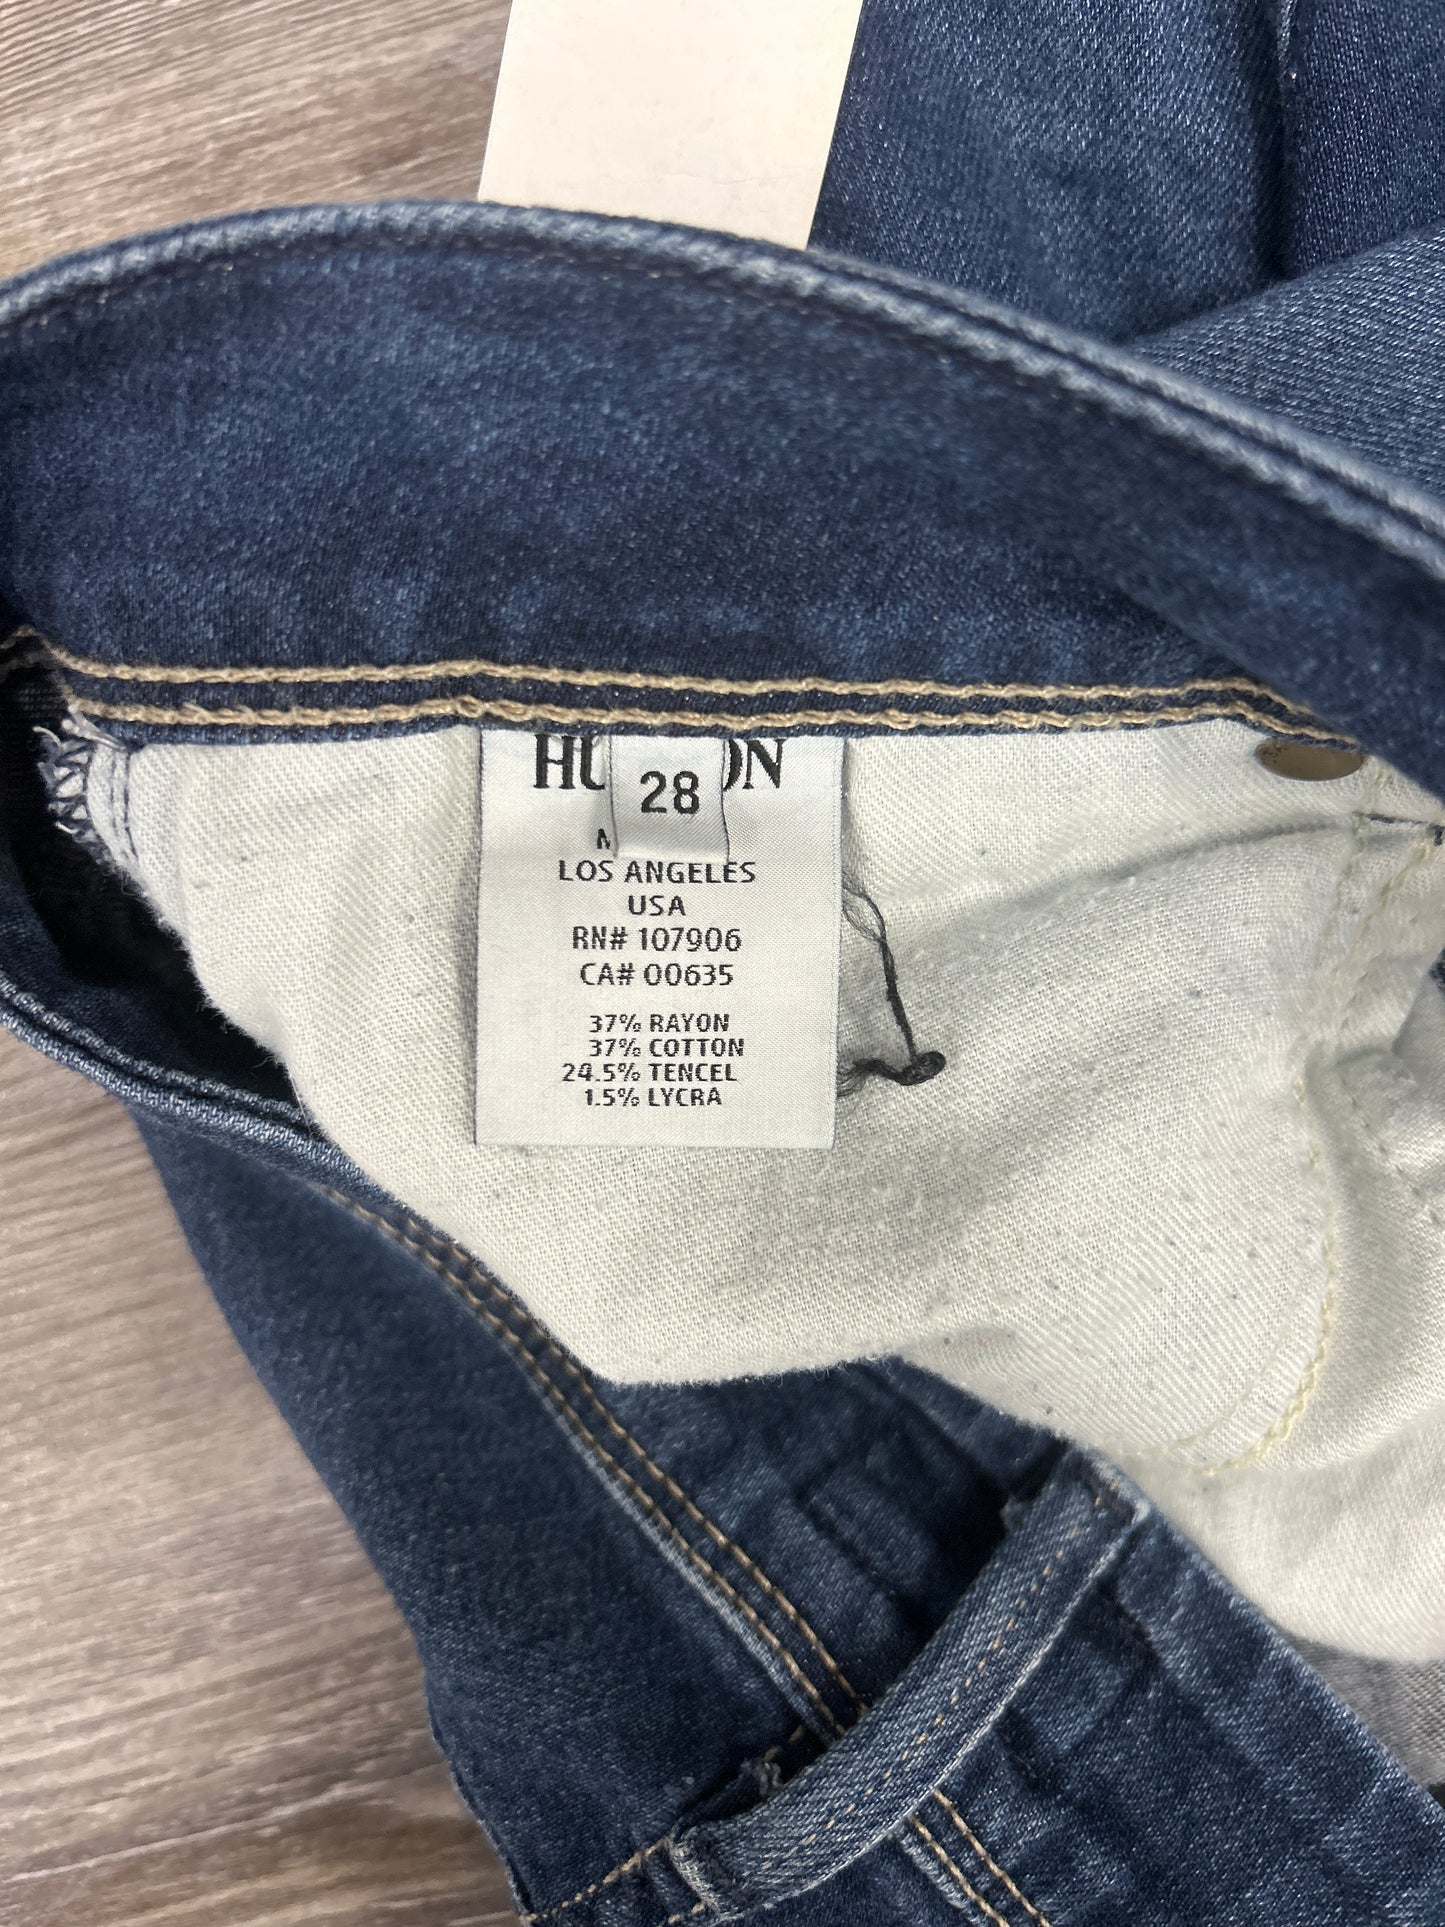 28
LOS ANGELES
USA
RN# 107906
CA# 00635
37% RAYON
37% COTTON
24.5% TENCEL
1.5% LYCRA